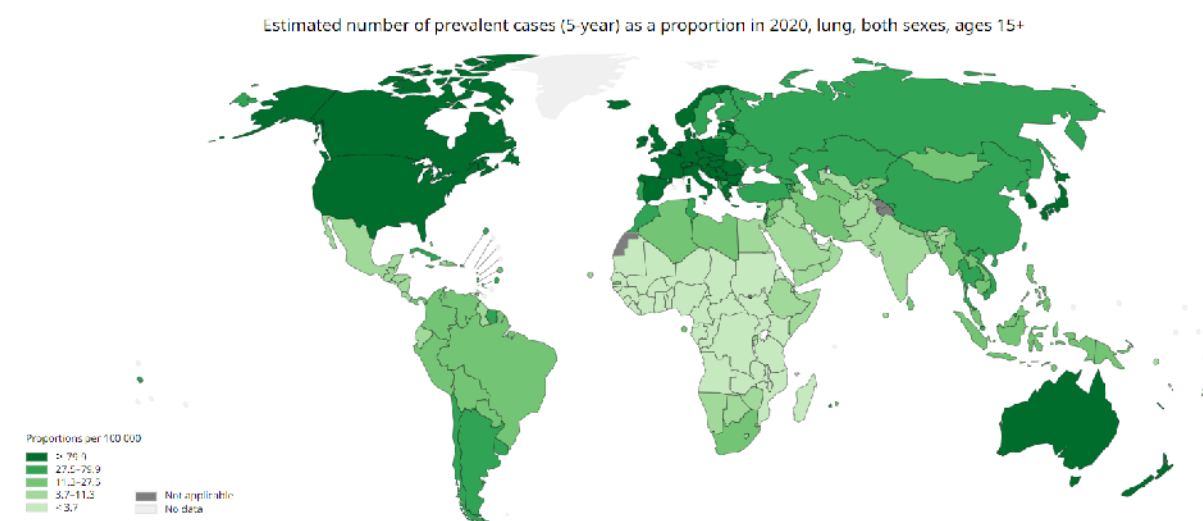 Estimated number of prevalent cases (5-year) as a proportion in 2020, lung, both sexes, ages 15+
Proportions per 100 000
≥ 79.9
27.5–79.9
11.3–27.5
3.7–11.3
< 3.7
Not applicable
No data